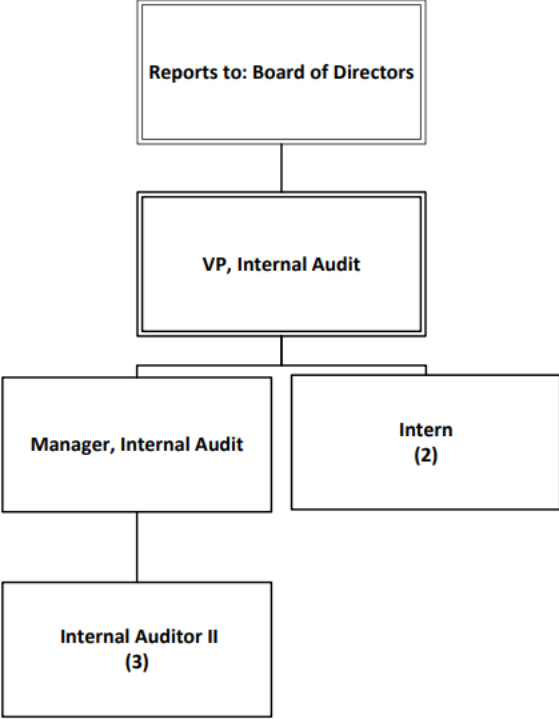 Reports to: Board of Directors
VP, Internal Audit
Manager, Internal Audit
Intern
(2)
Internal Auditor II
(3)